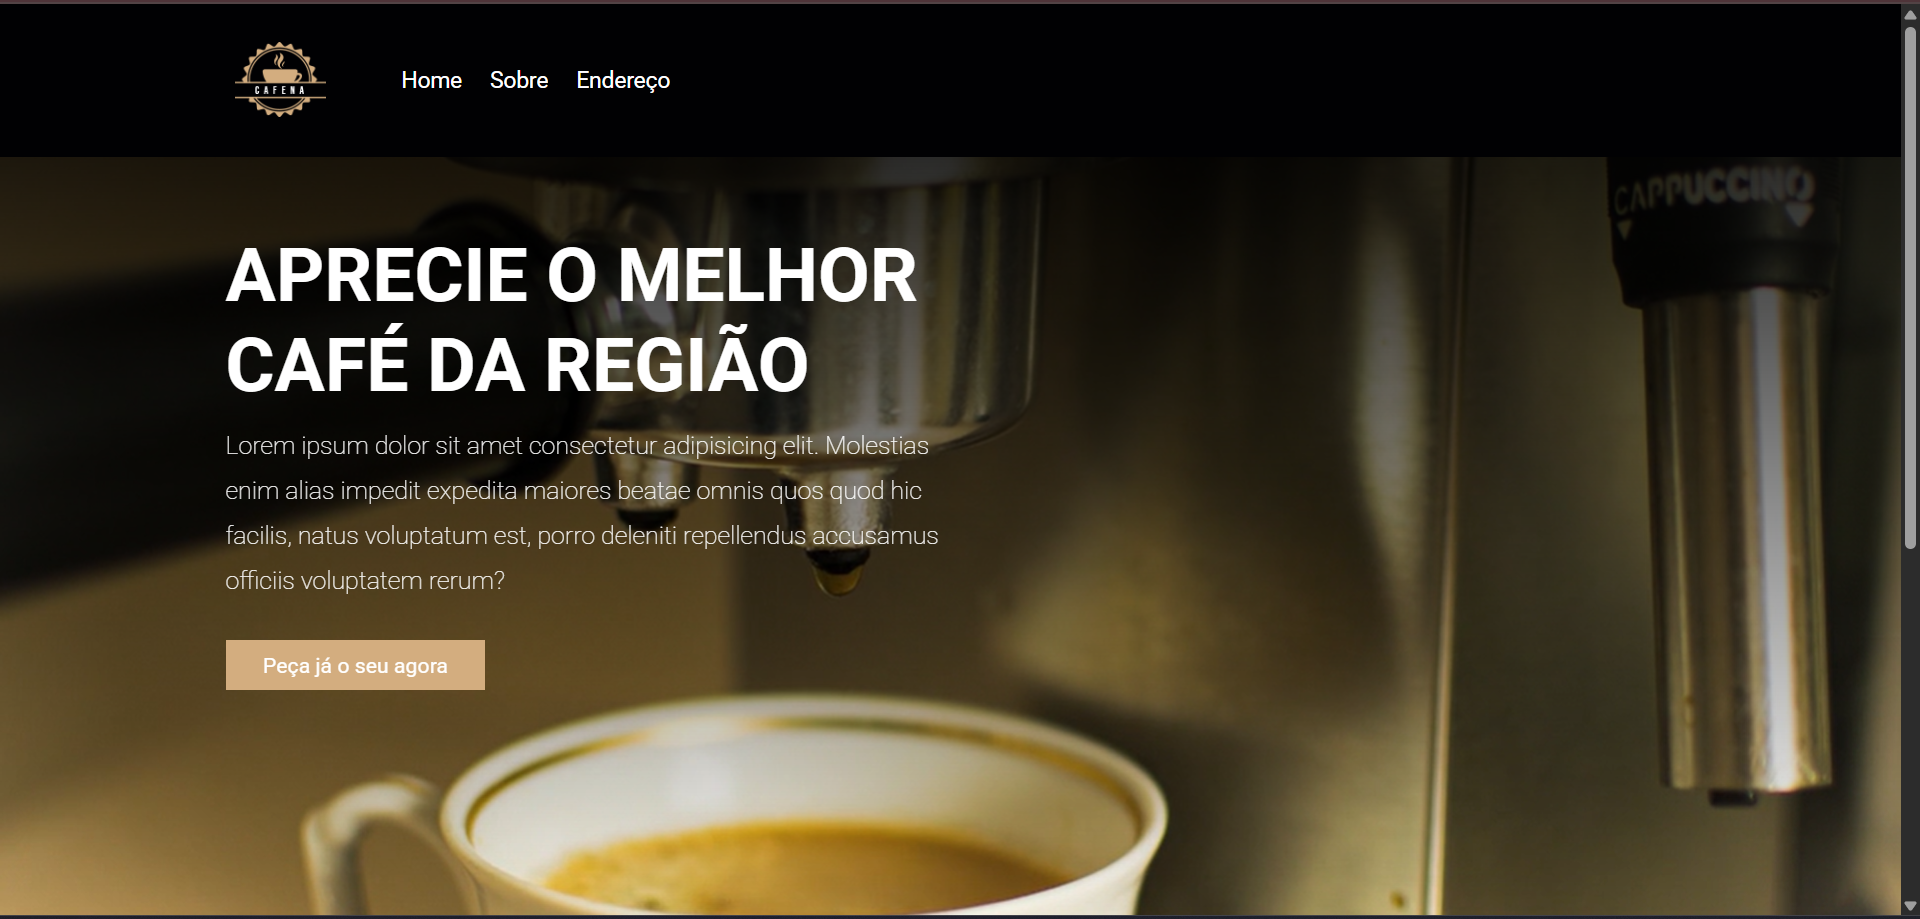 CAFENA
Home Sobre Endereço
CAPPUCCINO
APRECIE O MELHOR
CAFÉ DA REGIÃO
Lorem ipsum dolor sit amet consectetur adipisicing elit. Molestias
enim alias impedit expedita maiores beatae omnis quos quod hic
facilis, natus voluptatum est, porro deleniti repellendus accusamus
officiis voluptatem rerum?
Peça já o seu agora